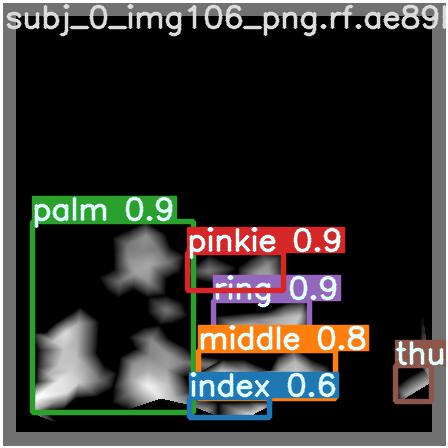 subj_0_img106_png.rf.ae89
palm 0.9
pinkie 0.9
ring 0.9
middle 0.8
thu
index 0.6